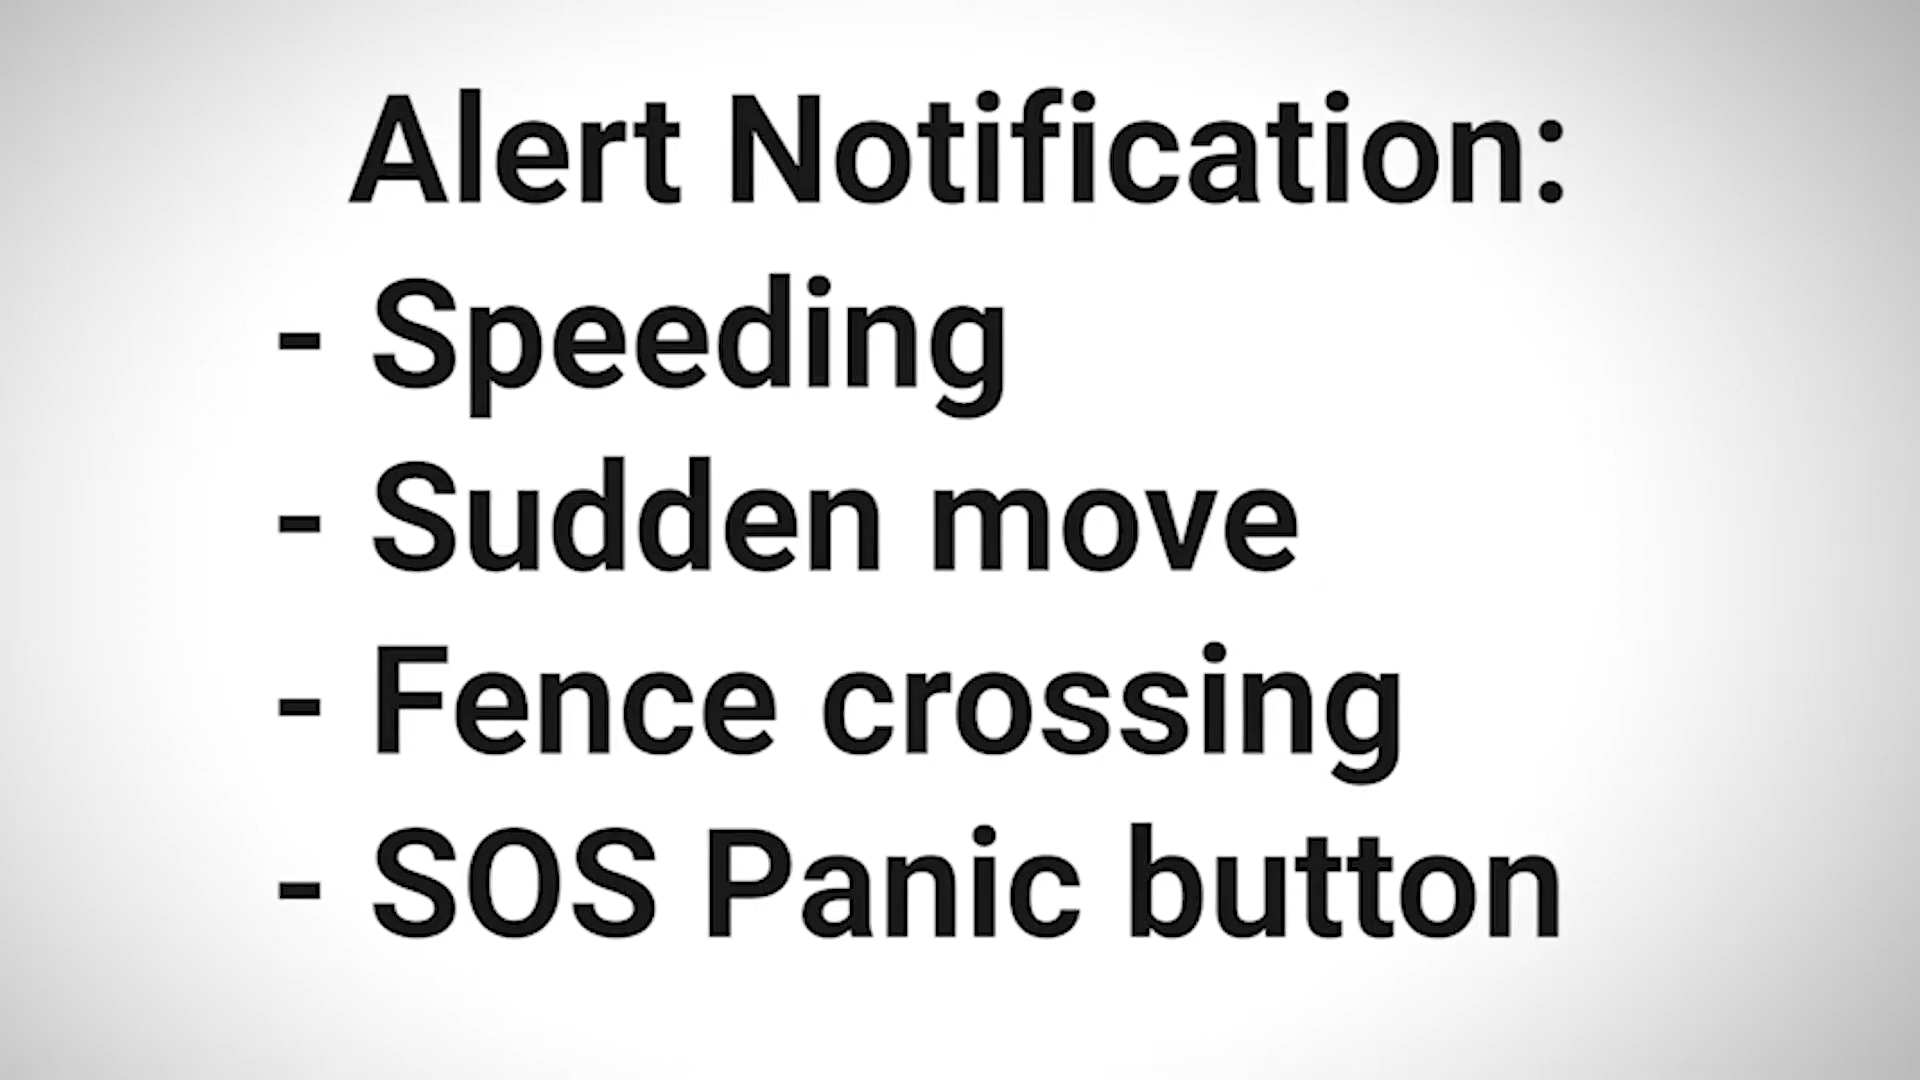 Alert Notification:
- Speeding
- Sudden move
- Fence crossing
- SOS Panic button